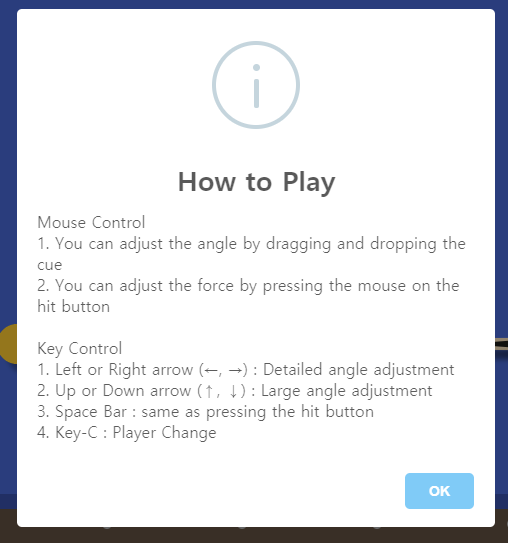 How to Play
Mouse Control
1. You can adjust the angle by dragging and dropping the
cue
2. You can adjust the force by pressing the mouse on the
hit button
Key Control
1. Left or Right arrow (←, →) : Detailed angle adjustment
2. Up or Down arrow (↑, ↓) : Large angle adjustment
3. Space Bar : same as pressing the hit button
4. Key-C : Player Change
OK